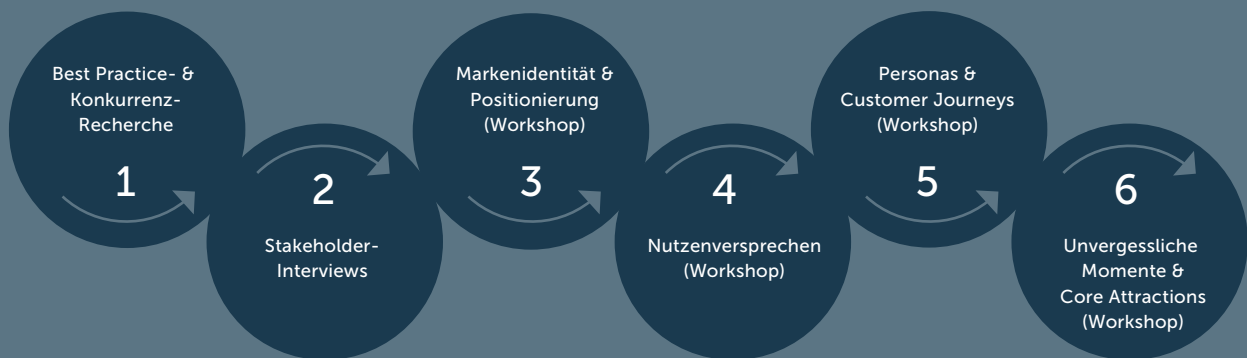 Best Practice- &
Konkurrenz-
Recherche
1
2
Stakeholder-
Interviews
Markenidentität &
Positionierung
(Workshop)
3
4
Nutzenversprechen
(Workshop)
Personas &
Customer Journeys
(Workshop)
5
6
Unvergessliche
Momente &
Core Attractions
(Workshop)